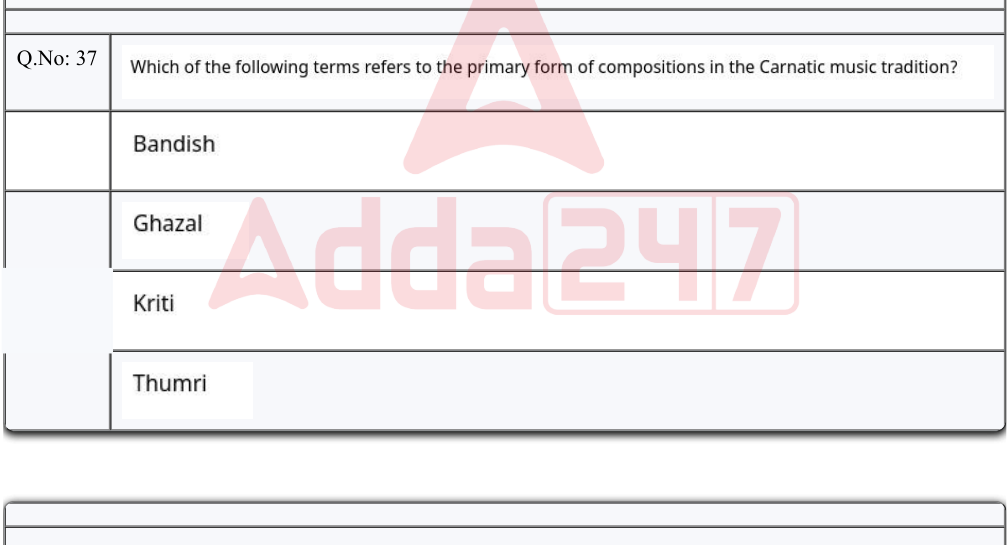 Q.No: 37
Which of the following terms refers to the primary form of compositions in the Carnatic music tradition?
Bandish
Ghazal
Adda247
Kriti
Thumri